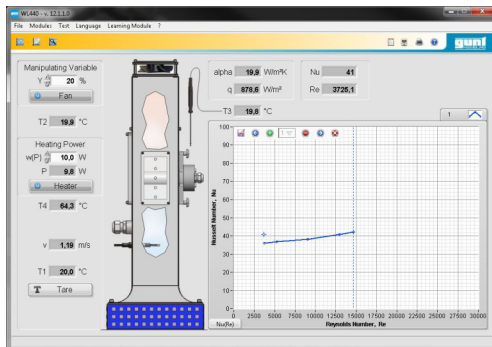 WL440 - v. 12.1.1.0
File Modules Text Language Learning Module ?
gunt
Manipulating Variable
Y 20 %
Fan
T2 19,9 °C
Heating Power
w(P) 10,0 W
P 9,8 W
Heater
T4 64,3 °C
v 1,19 m/s
T1 20,0 °C
T Tare
alpha 19,9 W/m²K
q 878,6 W/m²
Nu 41
Re 3725,1
T3 19,8 °C
1
1
Nusselt Number, Nu
100
90
80
70
60
50
40
30
20
10
0
0 2500 5000 7500 10000 12500 15000 17500 20000 22500 25000 27500 30000
Reynolds Number, Re
Nu(Re)